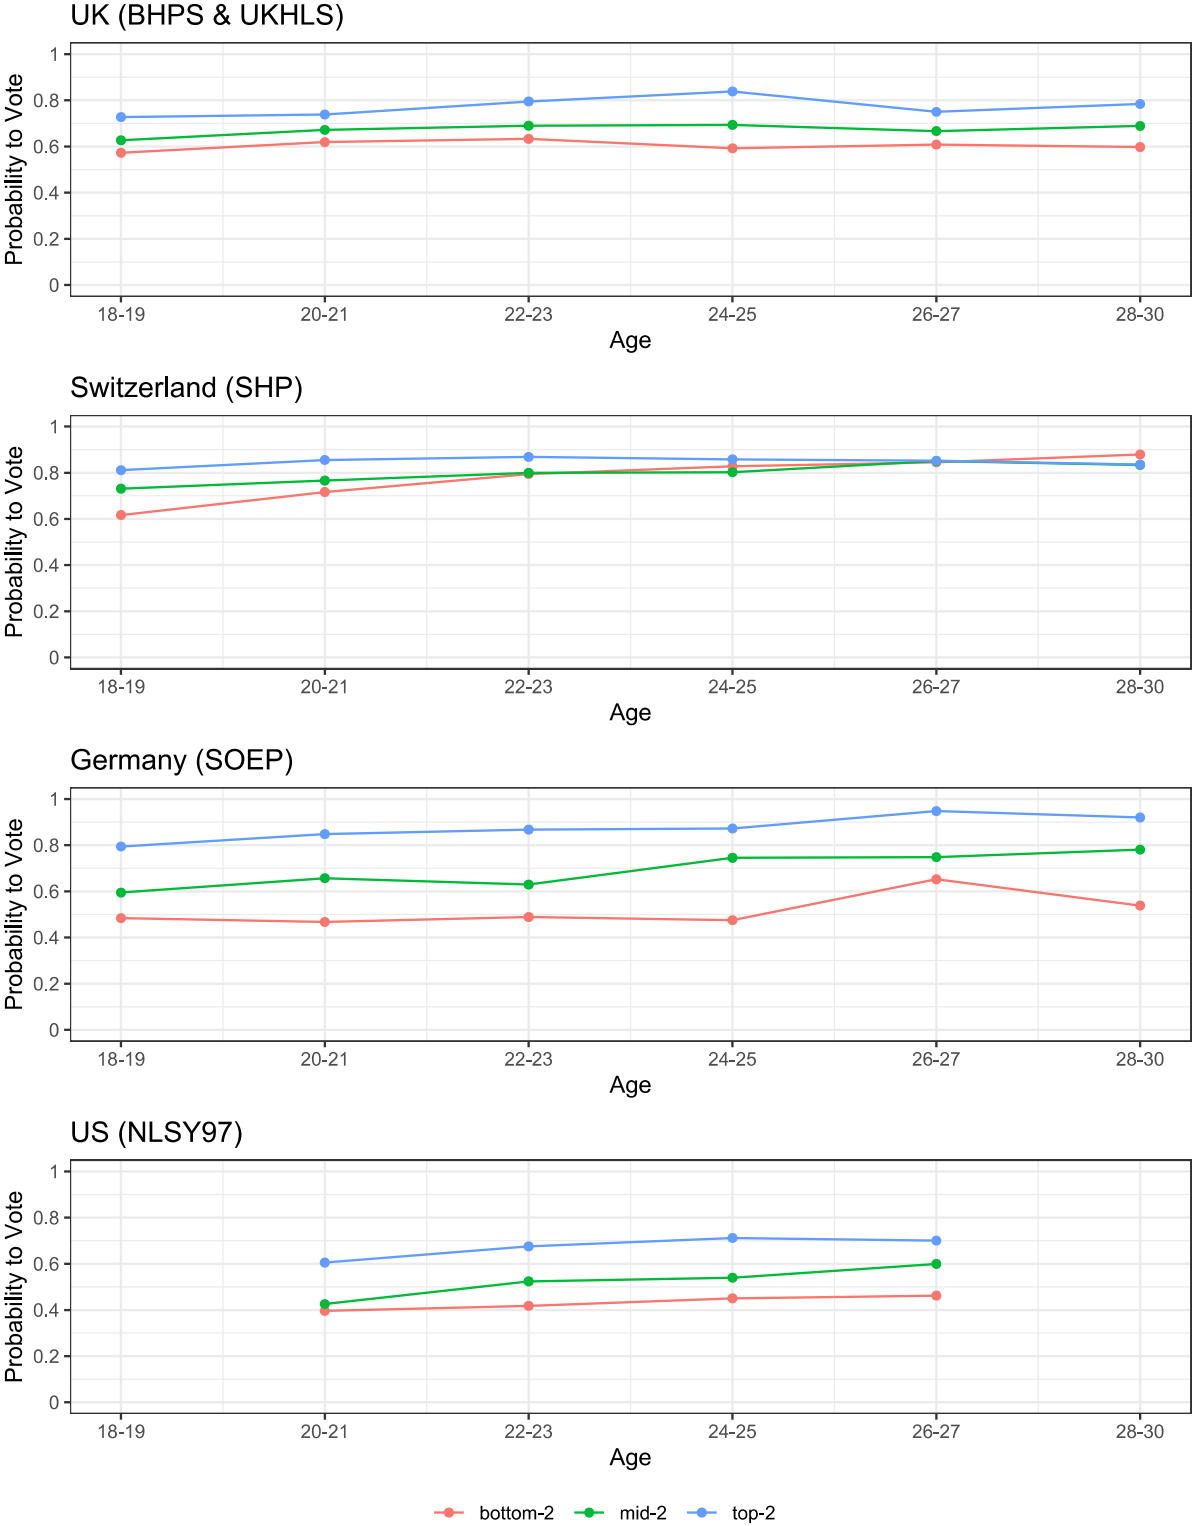 UK (BHPS & UKHLS)
Probability to Vote
1
0.8
0.6
0.4
0.2
0
18-19 20-21 22-23 24-25 26-27 28-30
Age
Switzerland (SHP)
Probability to Vote
1
0.8
0.6
0.4
0.2
0
18-19 20-21 22-23 24-25 26-27 28-30
Age
Germany (SOEP)
Probability to Vote
1
0.8
0.6
0.4
0.2
0
18-19 20-21 22-23 24-25 26-27 28-30
Age
US (NLSY97)
Probability to Vote
1
0.8
0.6
0.4
0.2
0
18-19 20-21 22-23 24-25 26-27 28-30
Age
bottom-2 mid-2 top-2